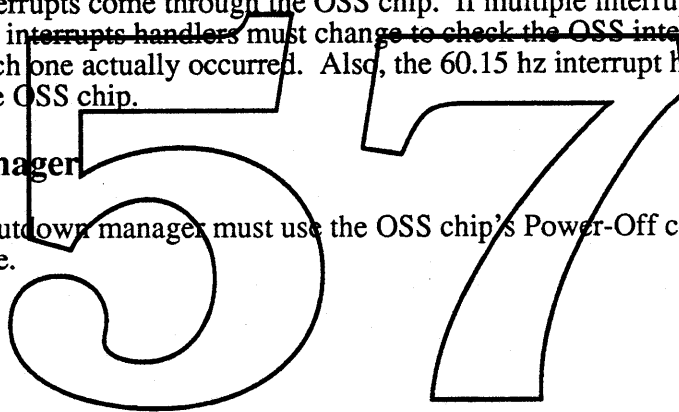 errupts come through the OSS chip. If multiple interru
interrupts handlers must change to check the OSS inte
ch one actually occurred. Also, the 60.15 hz interrupt h
e OSS chip.
nager
utdown manager must use the OSS chip's Power-Off c
e.
57